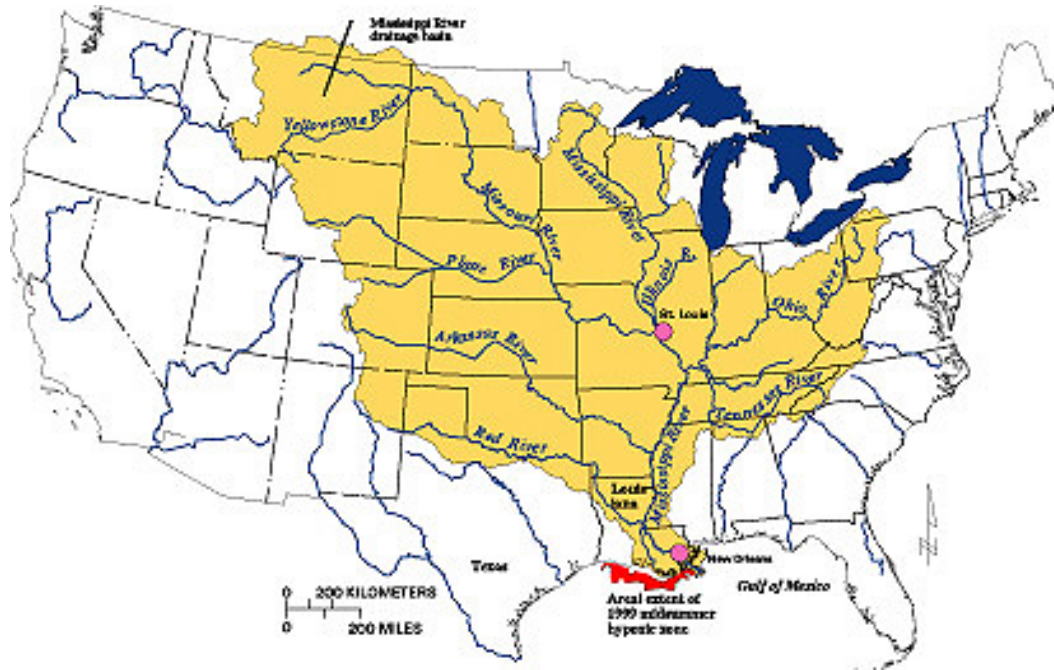 Mississippi River
drainage basin
Yellowstone River
Mississippi River
Missouri River
Platte River
Illinois R.
Ohio River
St. Louis
Arkansas River
Tennessee River
Red River
Mississippi River
Louis
iana
New Orleans
Texas
Gulf of Mexico
0 200 KILOMETERS
0 200 MILES
Areal extent of
1999 midsummer
hypoxic zone